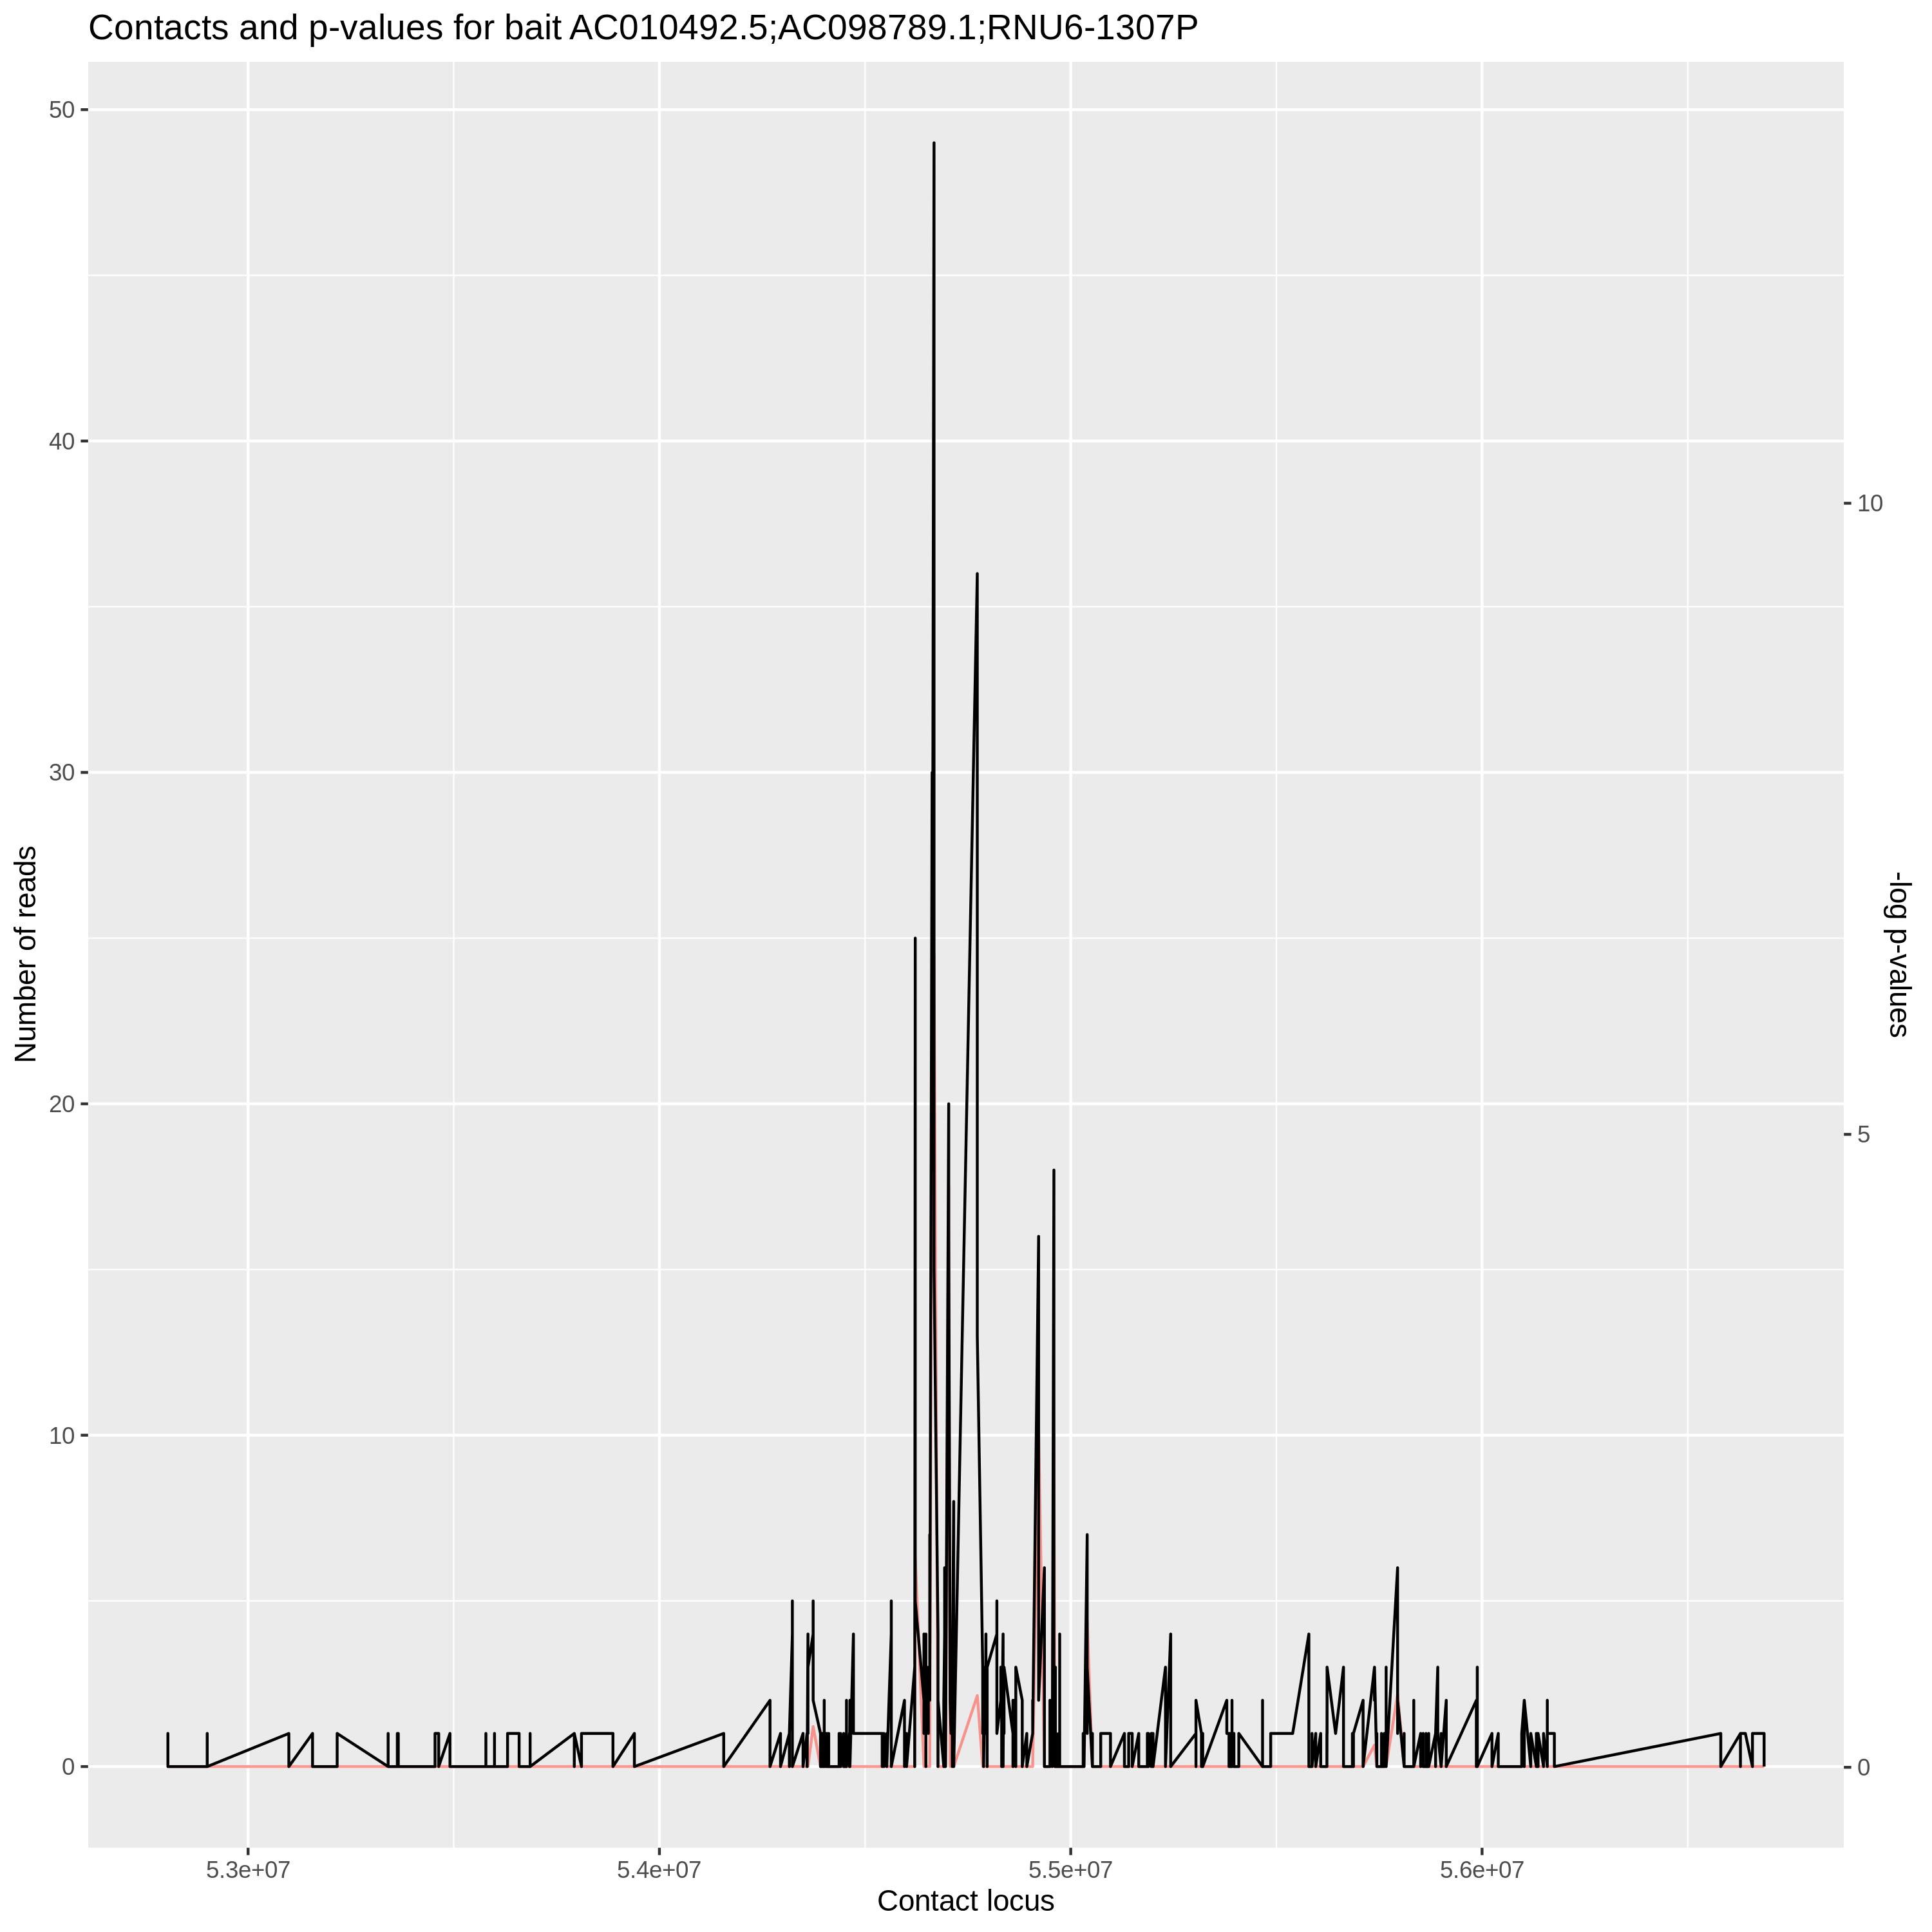 Contacts and p-values for bait AC010492.5;AC098789.1;RNU6-1307P
50
40
30
20
10
0
Number of reads
10
5
0
-log p-values
5.3e+07 5.4e+07 5.5e+07 5.6e+07
Contact locus